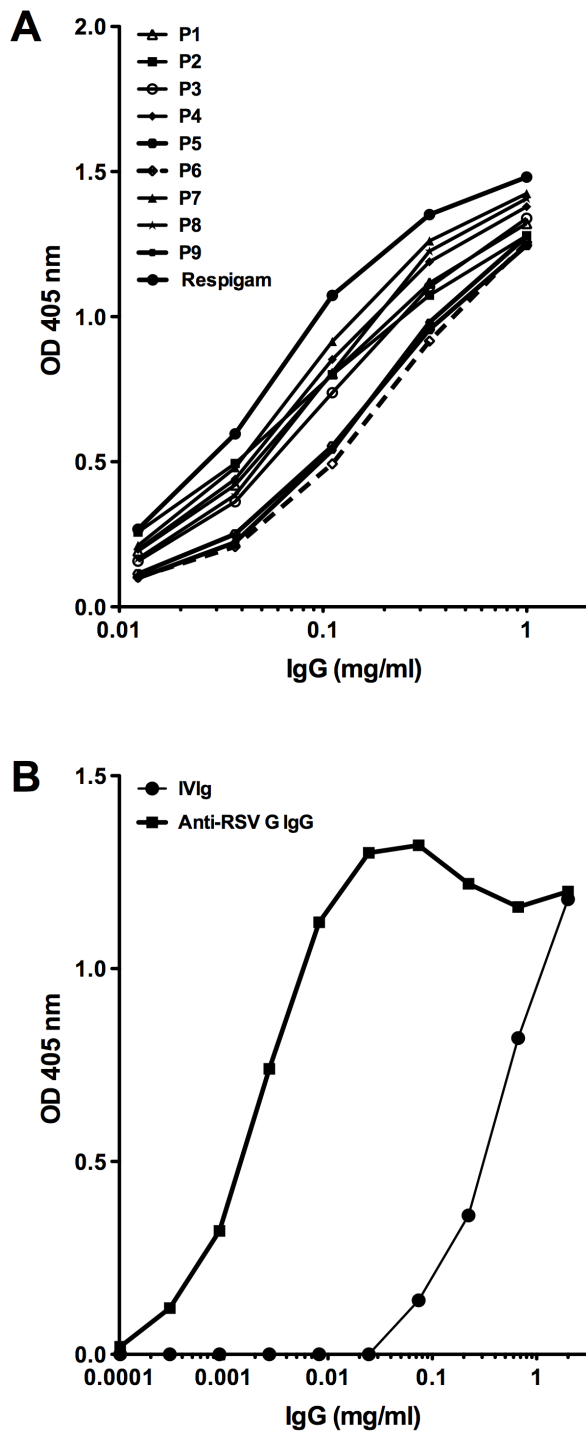 A
2.0
1.5
1.0
0.5
0.0
OD 405 nm
P1
P2
P3
P4
P5
P6
P7
P8
P9
Respigam
0.01
0.1
1
IgG (mg/ml)
B
1.5
1.0
0.5
0.0
OD 405 nm
IVIg
Anti-RSV G IgG
0.0001
0.001
0.01
0.1
1
IgG (mg/ml)